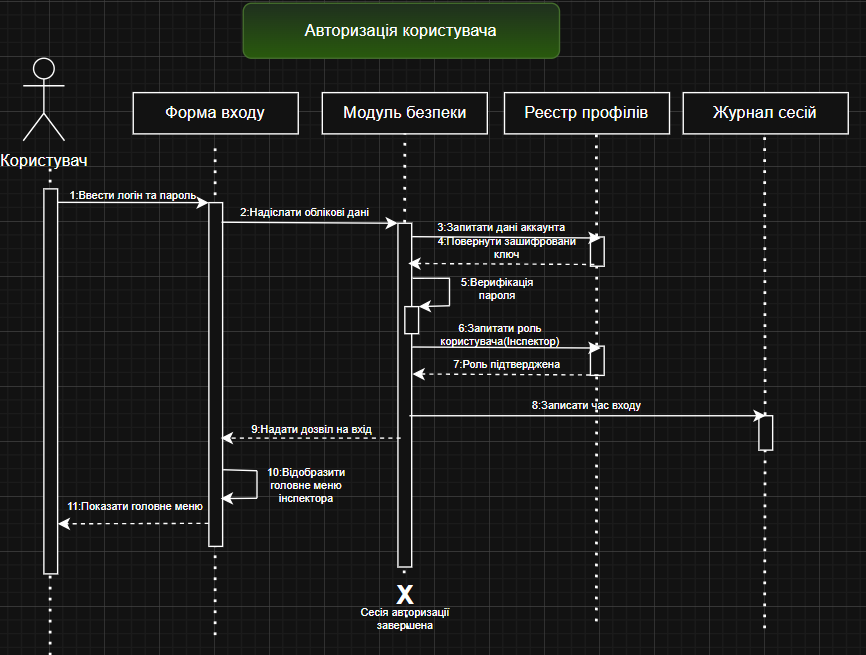 Авторизація користувача
Форма входу
Модуль безпеки
Реєстр профілів
Журнал сесій
Користувач
1:Ввести логін та пароль
2:Надіслати облікові дані
3:Запитати дані аккаунта
4:Повернути зашифровани
ключ
5:Верифікація
пароля
6:Запитати роль
користувача(Інспектор)
7:Роль підтверджена
8:Записати час входу
9:Надати дозвіл на вхід
10:Відобразити
головне меню
інспектора
11:Показати головне меню
X
Сесія авторизації
завершена